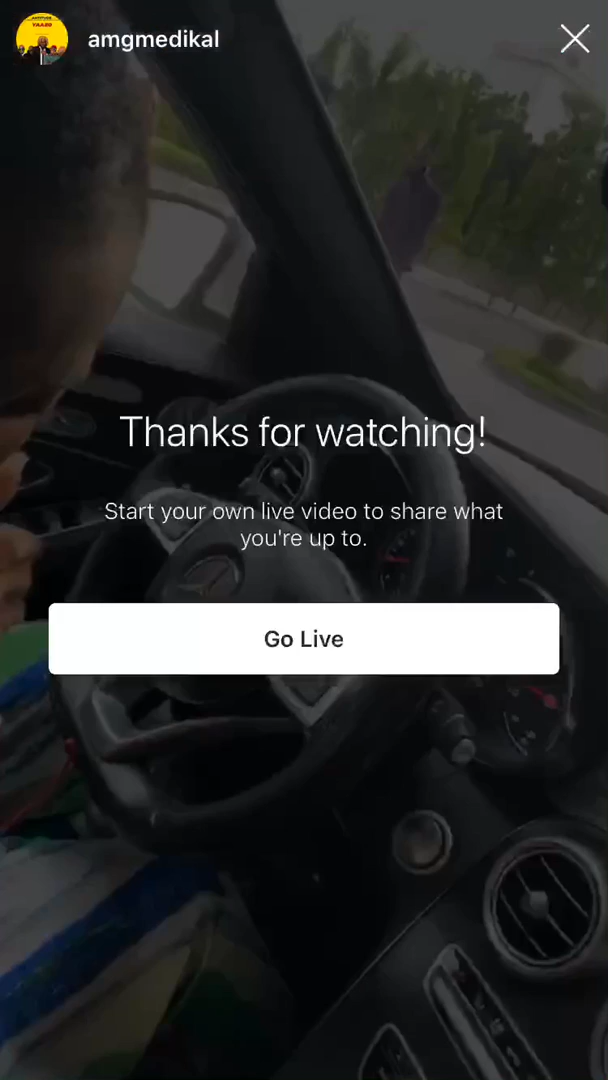 amgmedikal
Thanks for watching!
Start your own live video to share what
you're up to.
Go Live